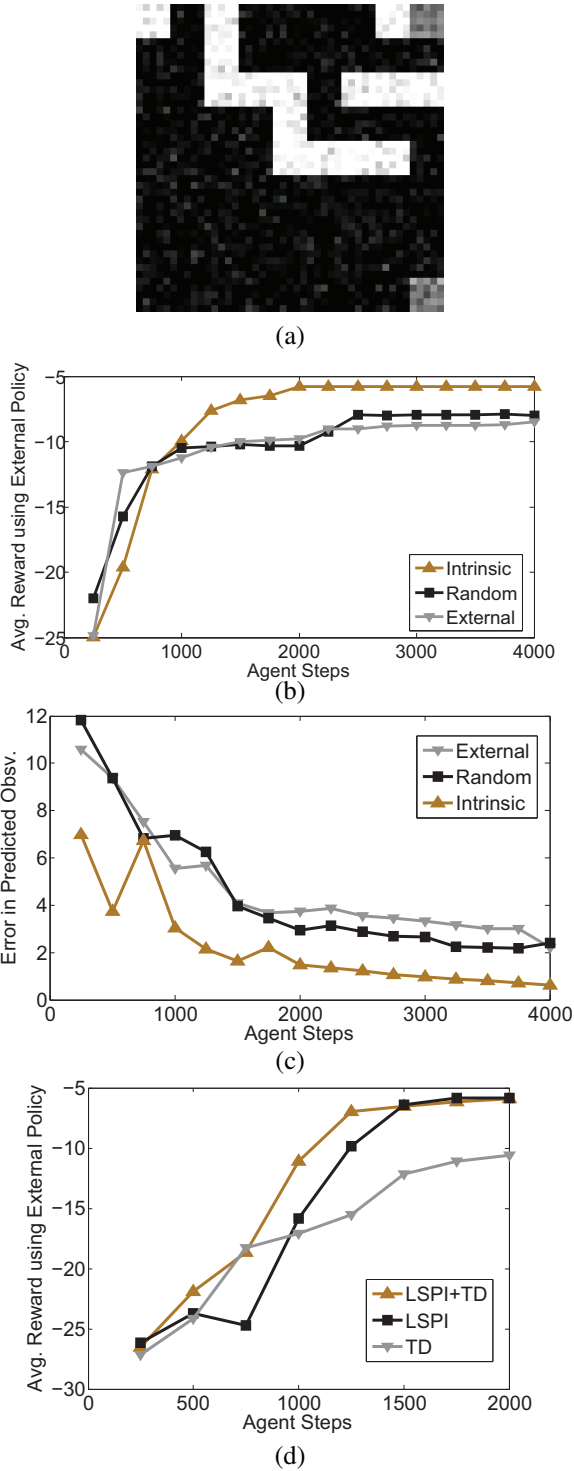 (a)
Avg. Reward using External Policy
−5
−10
−15
−20
−25
0
1000
2000
3000
4000
Agent Steps
Intrinsic
Random
External
(b)
Error in Predicted Obsv.
12
10
8
6
4
2
0
0
1000
2000
3000
4000
Agent Steps
External
Random
Intrinsic
(c)
Avg. Reward using External Policy
−5
−10
−15
−20
−25
−30
0
500
1000
1500
2000
Agent Steps
LSPI+TD
LSPI
TD
(d)